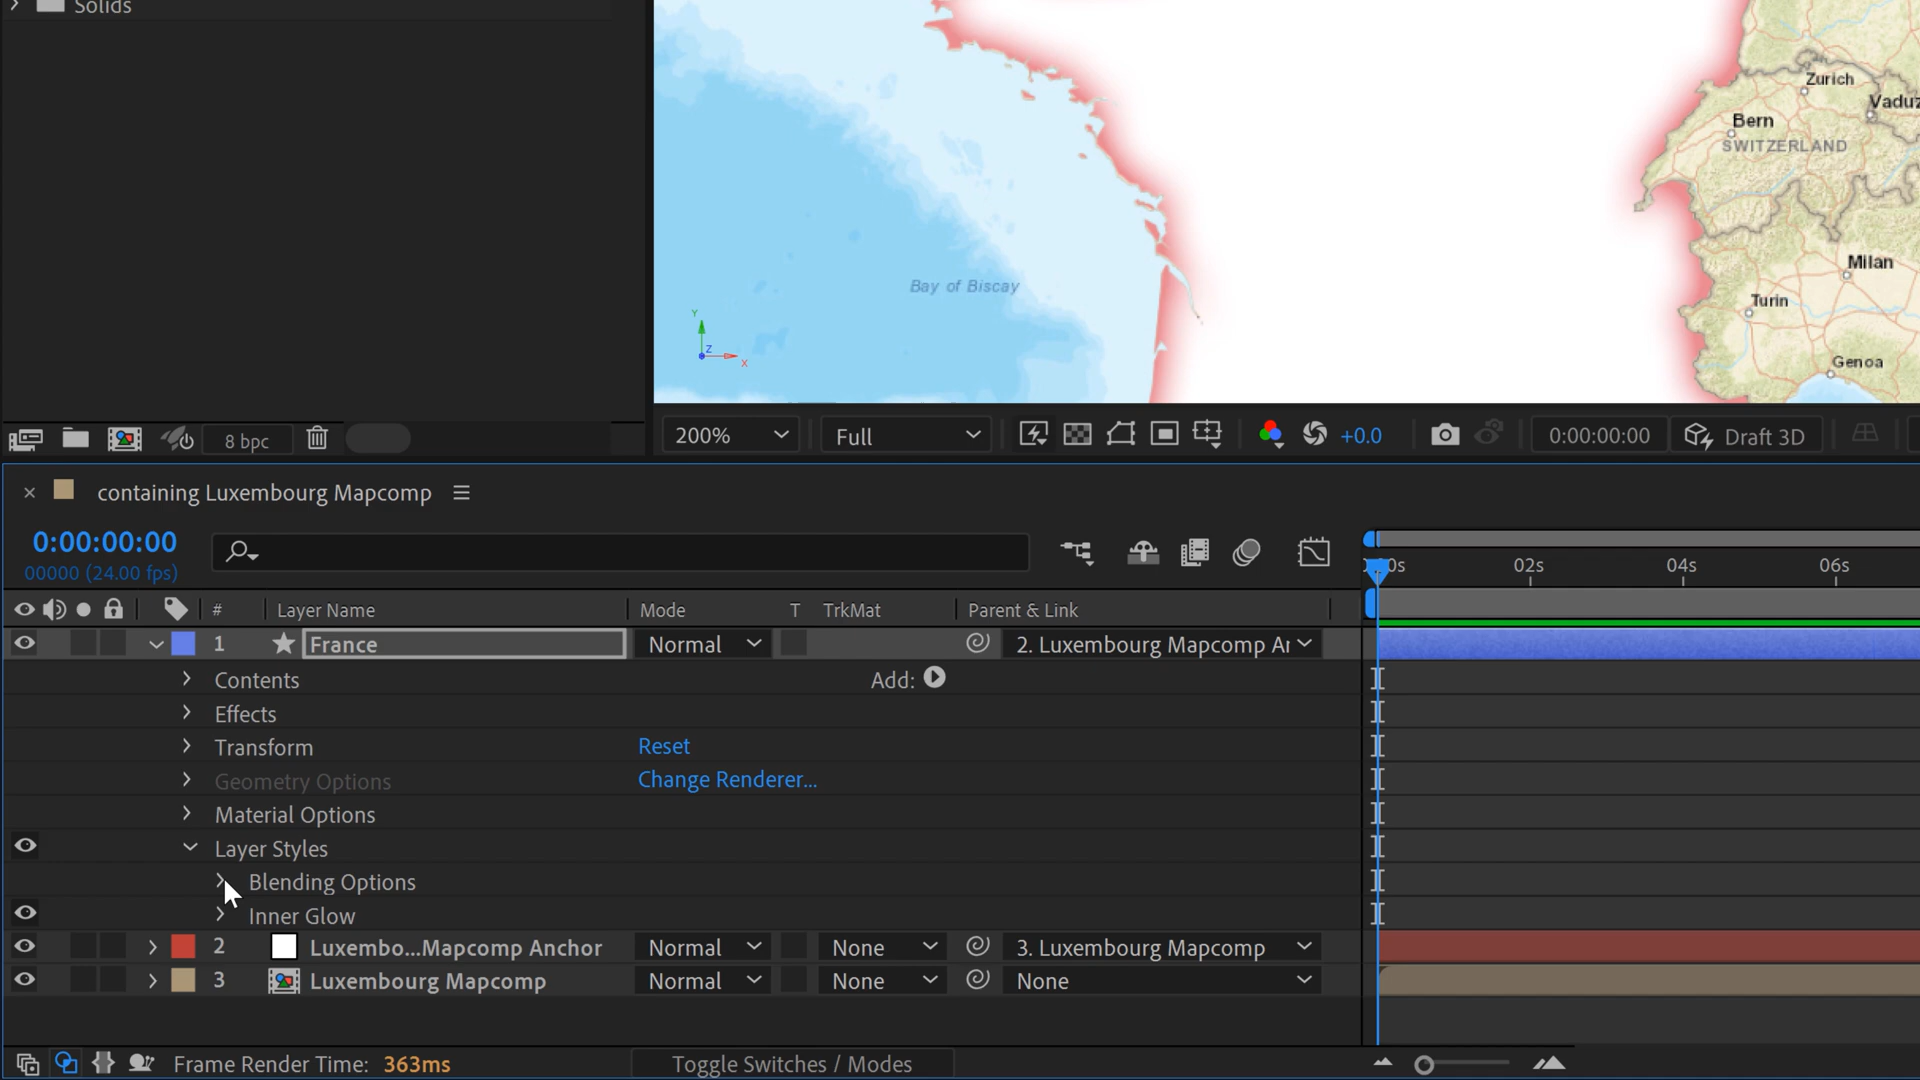 Solids
Zurich
Vaduz
Bern
SWITZERLAND
Milan
Bay of Biscay
Turin
Y
Z
X
Genoa
8 bpc
200%
Full
+0.0
0:00:00:00
Draft 3D
containing Luxembourg Mapcomp
0:00:00:00
00000 (24.00 fps)
02s
04s
06s
# Layer Name Mode T TrkMat Parent & Link
1 France Normal 2. Luxembourg Mapcomp Ar
Contents Add:
Effects
Transform Reset
Geometry Options Change Renderer...
Material Options
Layer Styles
Blending Options
Inner Glow
2 Luxembo...Mapcomp Anchor Normal None 3. Luxembourg Mapcomp
3 Luxembourg Mapcomp Normal None None
Frame Render Time: 363ms Toggle Switches / Modes